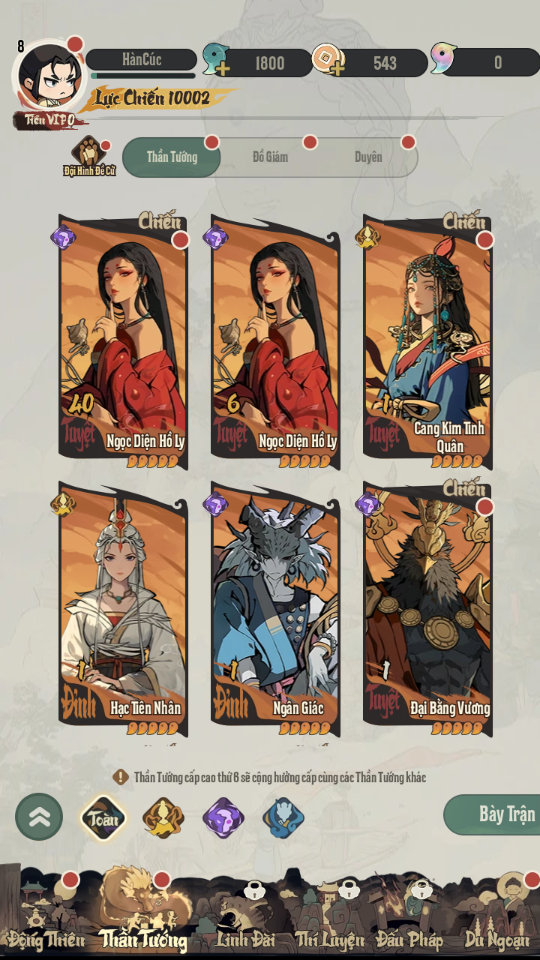 8
HànCúc
1800
543
0
Lực Chiến 10002
Tiên VIP 0
Đội Hình Đề Cử
Thần Tướng
Đồ Giám
Duyên
Chiến
40
Tuyệt
Ngọc Diện Hồ Ly
6
Tuyệt
Ngọc Diện Hồ Ly
Chiến
1
Tuyệt
Cang Kim Tinh
Quân
1
Đỉnh
Hạc Tiên Nhân
1
Đỉnh
Ngân Giác
Chiến
1
Tuyệt
Đại Bằng Vương
Thần Tướng cấp cao thứ 6 sẽ cộng hưởng cấp cùng các Thần Tướng khác
Toàn
Bày Trận
Động Thiên
Thần Tướng
Linh Đài
Thí Luyện
Đấu Pháp
Du Ngoạn